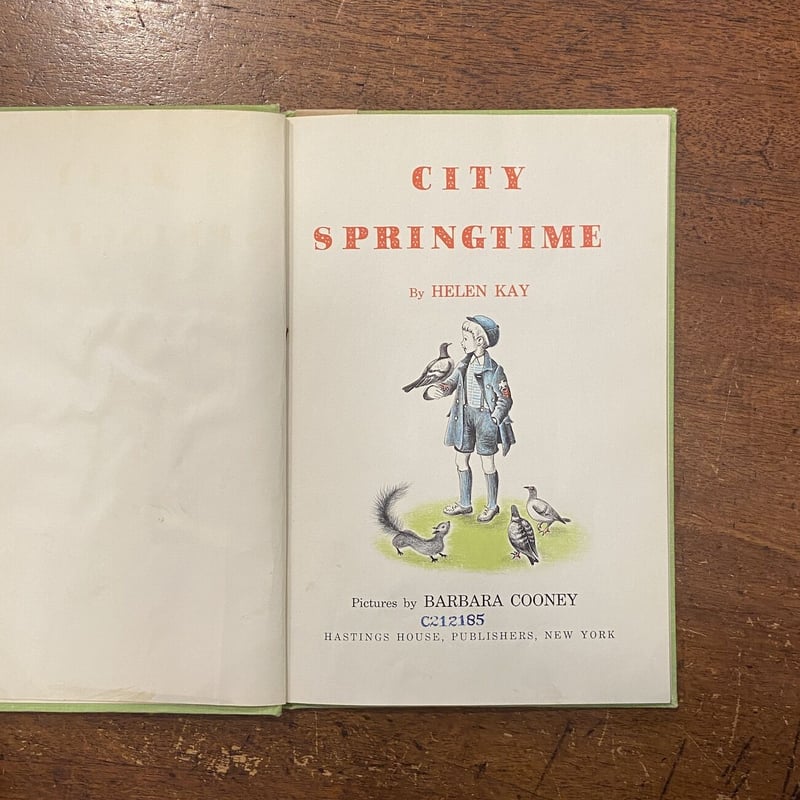 CITY
SPRINGTIME
By HELEN KAY
Pictures by BARBARA COONEY
C212185
HASTINGS HOUSE, PUBLISHERS, NEW YORK